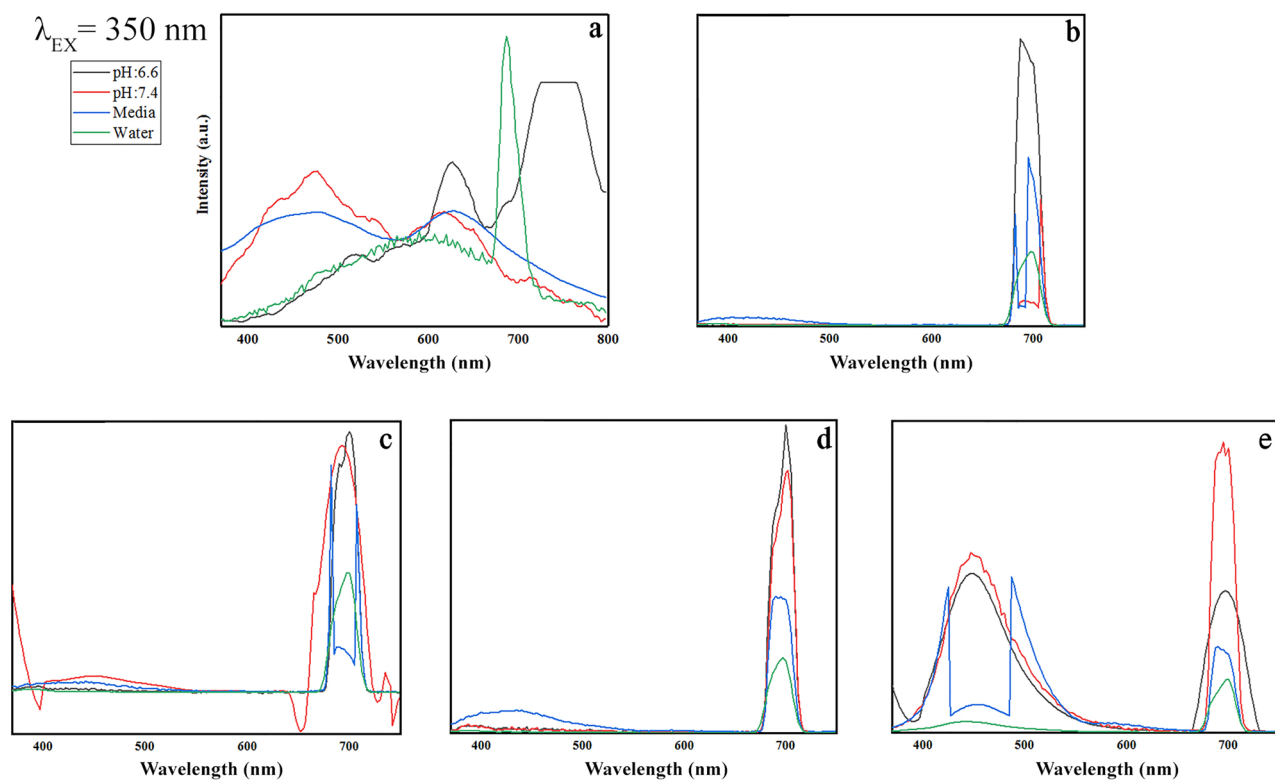 λEX= 350 nm
pH:6.6
pH:7.4
Media
Water
a
Intensity (a.u.)
400 500 600 700 800
Wavelength (nm)
b
400 500 600 700
Wavelength (nm)
c
400 500 600 700
Wavelength (nm)
d
400 500 600 700
Wavelength (nm)
e
400 500 600 700
Wavelength (nm)